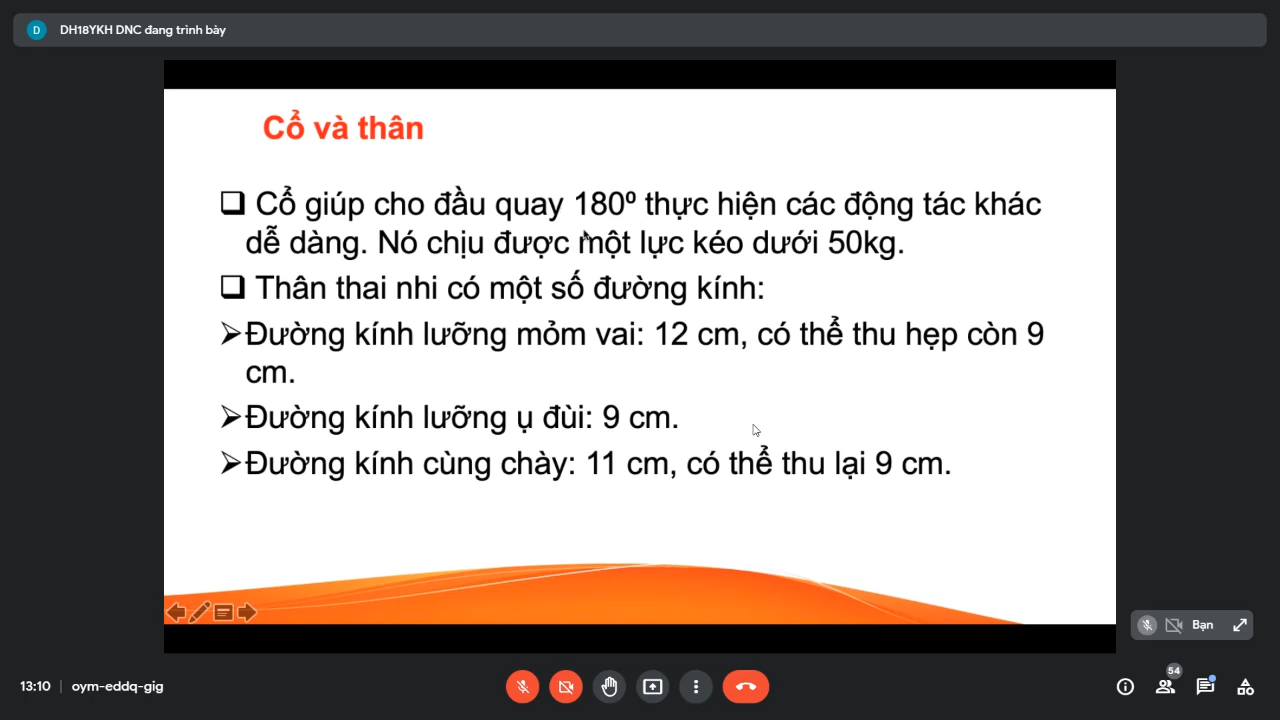 D DH18YKH DNC đang trình bày
Cổ và thân
Cổ giúp cho đầu quay 180º thực hiện các động tác khác
dễ dàng. Nó chịu được một lực kéo dưới 50kg.
Thân thai nhi có một số đường kính:
Đường kính lưỡng mỏm vai: 12 cm, có thể thu hẹp còn 9
cm.
Đường kính lưỡng ụ đùi: 9 cm.
Đường kính cùng chày: 11 cm, có thể thu lại 9 cm.
Bạn
13:10 | oym-eddq-gig
54